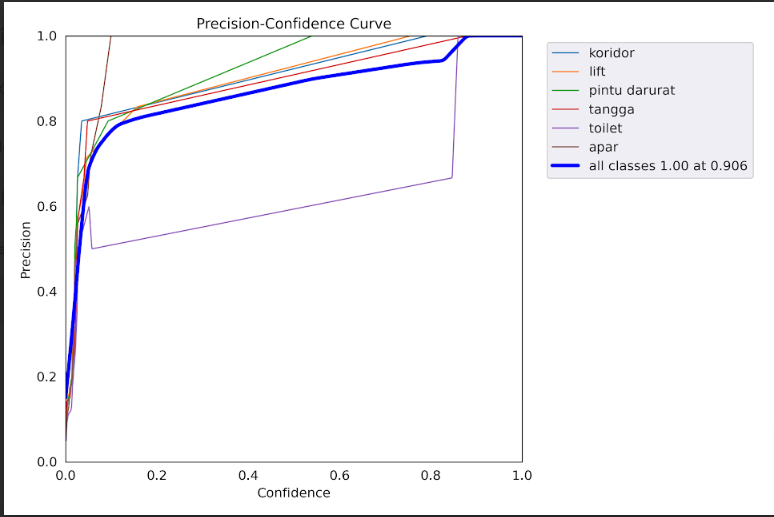 Precision-Confidence Curve
1.0
0.8
0.6
0.4
0.2
0.0
Precision
0.0 0.2 0.4 0.6 0.8 1.0
Confidence
koridor
lift
pintu darurat
tangga
toilet
apar
all classes 1.00 at 0.906